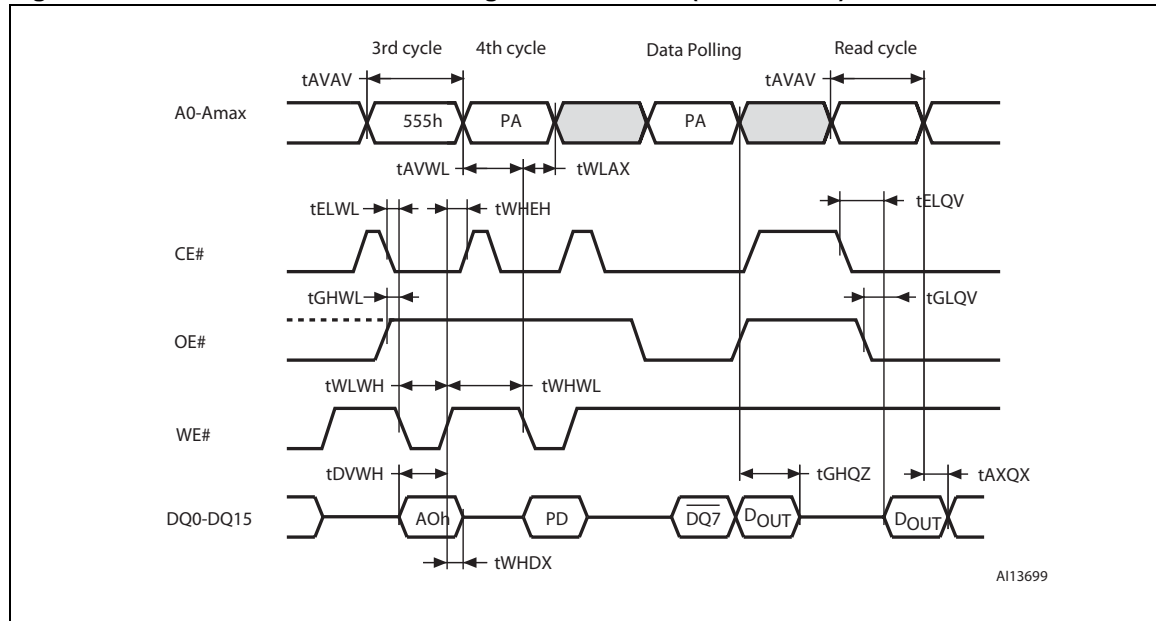 3rd cycle 4th cycle Data Polling Read cycle
tAVAV tAVAV
A0-Amax 555h PA PA
tAVWL tWLAX
tELWL tWHEH tELQV
CE#
tGHWL tGLQV
OE#
tWLWH tWHWL
WE#
tDVWH tGHQZ tAXQX
DQ0-DQ15 AOh PD DQ7 DOUT DOUT
tWHDX
AI13699